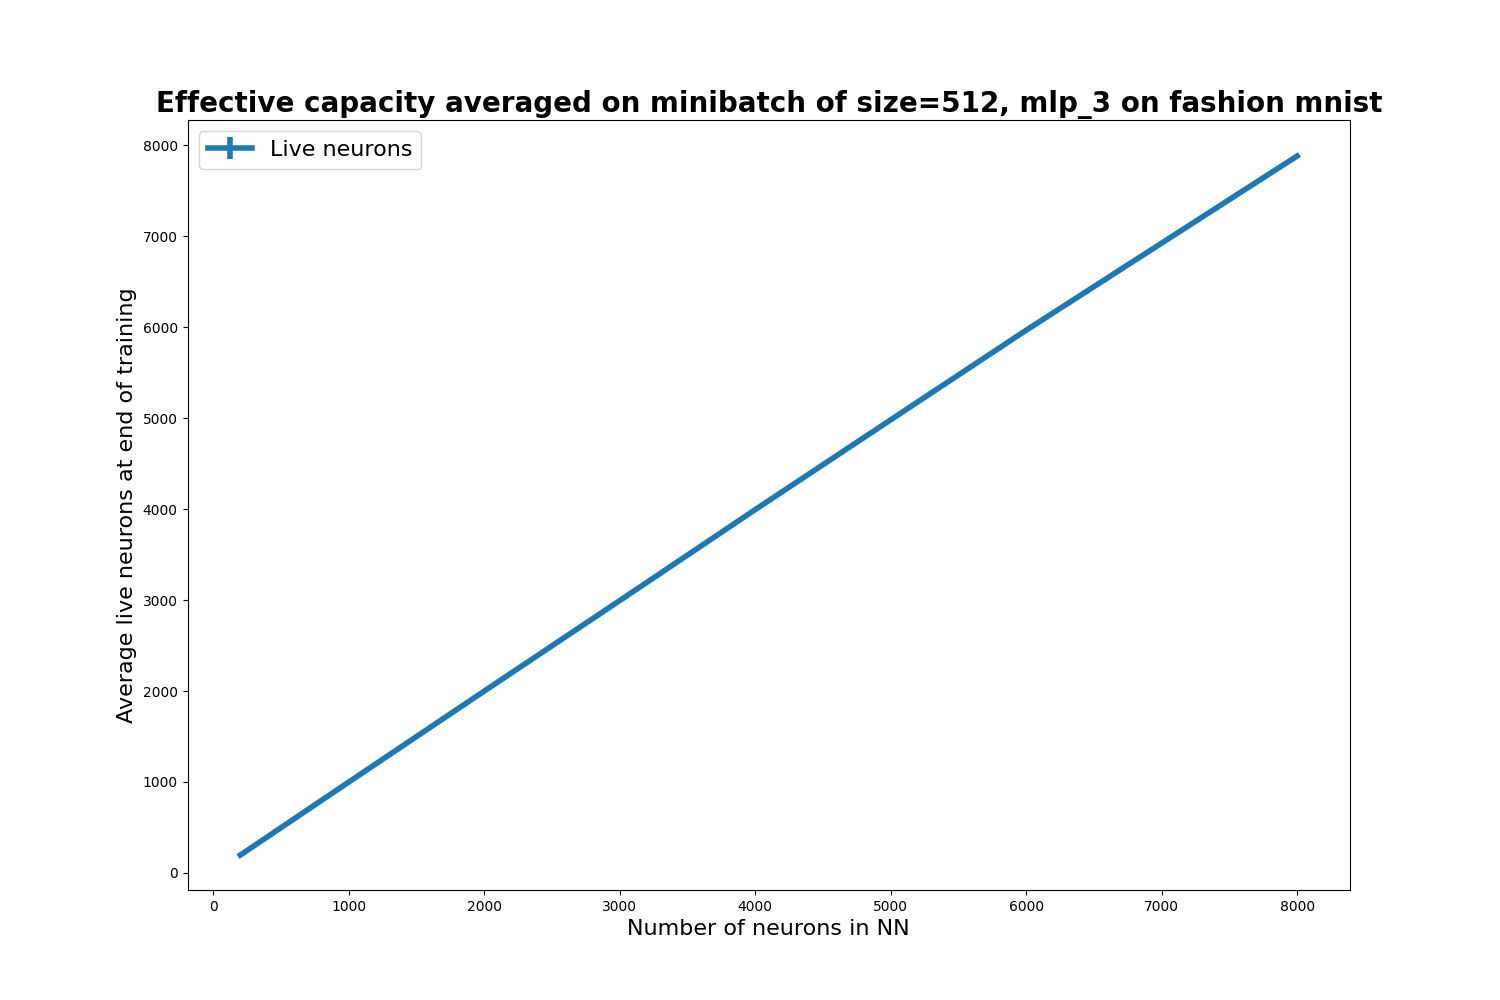 Effective capacity averaged on minibatch of size=512, mlp_3 on fashion mnist
Live neurons
8000
7000
6000
5000
4000
3000
2000
1000
0
Average live neurons at end of training
0 1000 2000 3000 4000 5000 6000 7000 8000
Number of neurons in NN